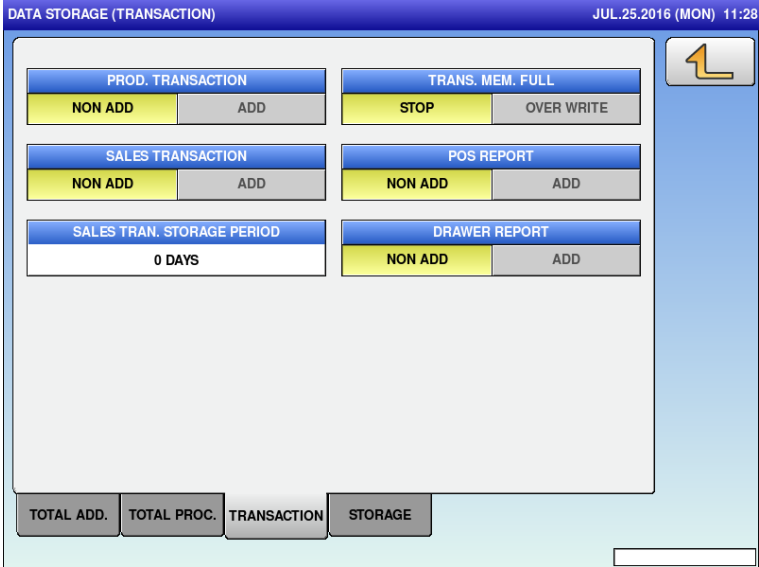 DATA STORAGE (TRANSACTION) JUL.25.2016 (MON) 11:28
PROD. TRANSACTION TRANS. MEM. FULL
NON ADD ADD STOP OVER WRITE
SALES TRANSACTION POS REPORT
NON ADD ADD NON ADD ADD
SALES TRAN. STORAGE PERIOD DRAWER REPORT
0 DAYS NON ADD ADD
TOTAL ADD. TOTAL PROC. TRANSACTION STORAGE